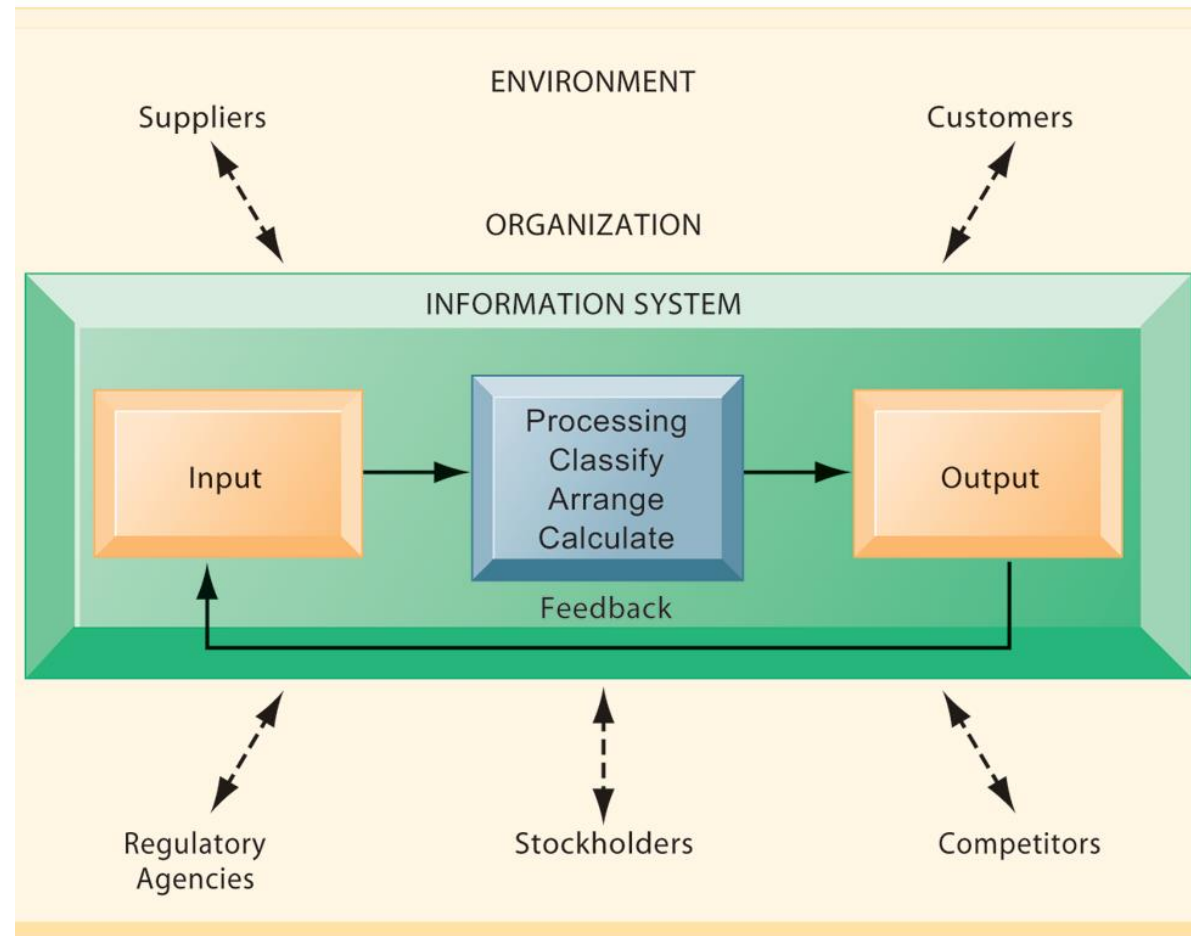 ENVIRONMENT
Suppliers
Customers
ORGANIZATION
INFORMATION SYSTEM
Input
Processing
Classify
Arrange
Calculate
Output
Feedback
Regulatory
Agencies
Stockholders
Competitors